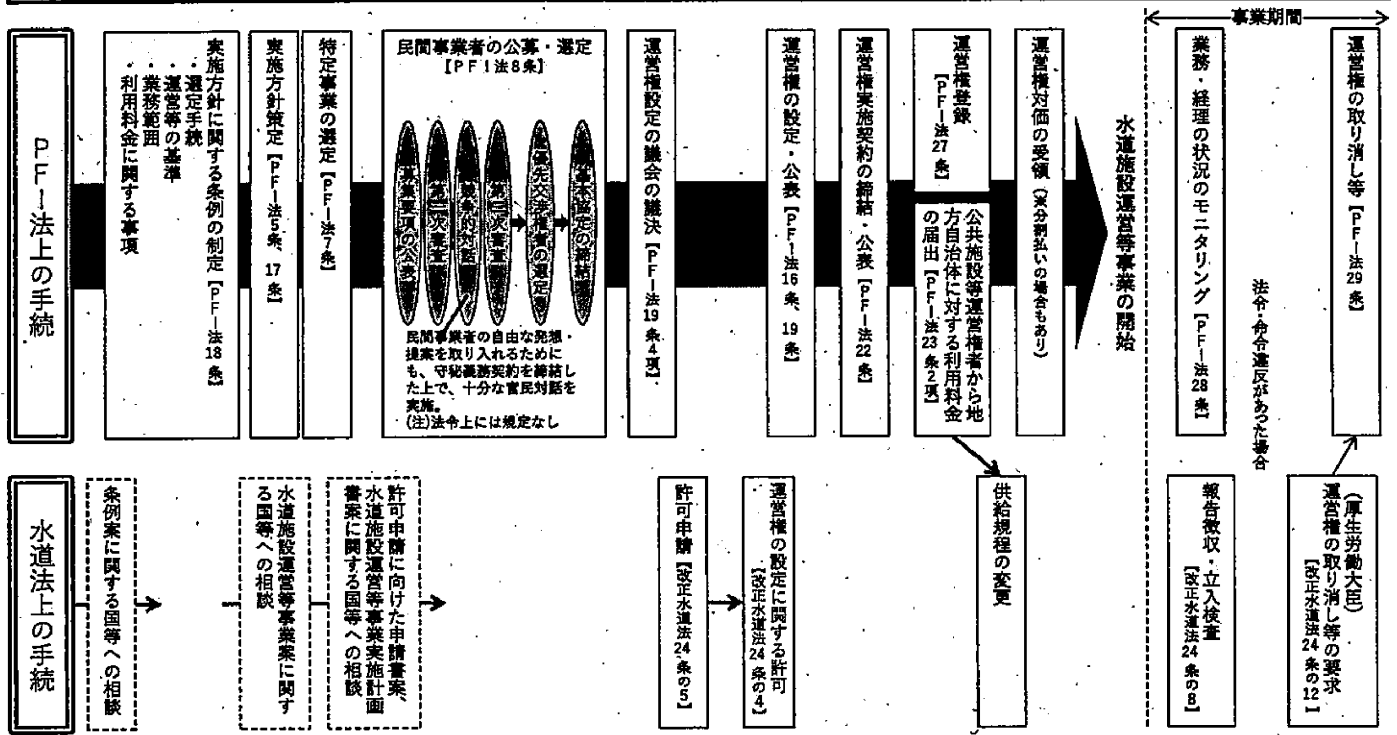 事業期間
PFI法上の手続
実施方針に関する条例の制定【PFI法18条】
・選定手続
・運営等の基準
・業務範囲
・利用料金に関する事項
実施方針策定【PFI法5条、17条】
特定事業の選定【PFI法7条】
民間事業者の公募・選定
【PFI法8条】
募集要項の公表
競争的対話
優先交渉権者の選定
基本協定の締結
民間事業者の自由な発想・
提案を取り入れるために
も、守秘義務契約を締結し
た上で、十分な官民対話を
実施。
(注)法令上には規定なし
運営権設定の議会の議決【PFI法19条4項】
運営権の設定・公表【PFI法16条、19条】
運営権実施契約の締結・公表【PFI法22条】
運営権登録
【PFI法27条】
公共施設等運営権者から地
方自治体に対する利用料金
の届出【PFI法23条2項】
運営権対価の受領(※分割払いの場合もあり)
水道施設運営等事業の開始
業務・経理の状況のモニタリング【PFI法28条】
法令・命令違反があった場合
運営権の取り消し等【PFI法29条】
水道法上の手続
条例案に関する国等への相談
水道施設運営等事業案に関す
る国等への相談
許可申請に向けた申請書案、
水道施設運営等事業実施計画
書案に関する国等への相談
許可申請【改正水道法24条の5】
運営権の設定に関する許可
【改正水道法24条の4】
供給規程の変更
報告徴収・立入検査
【改正水道法24条の8】
(厚生労働大臣)
運営権の取り消し等の要求
【改正水道法24条の12】